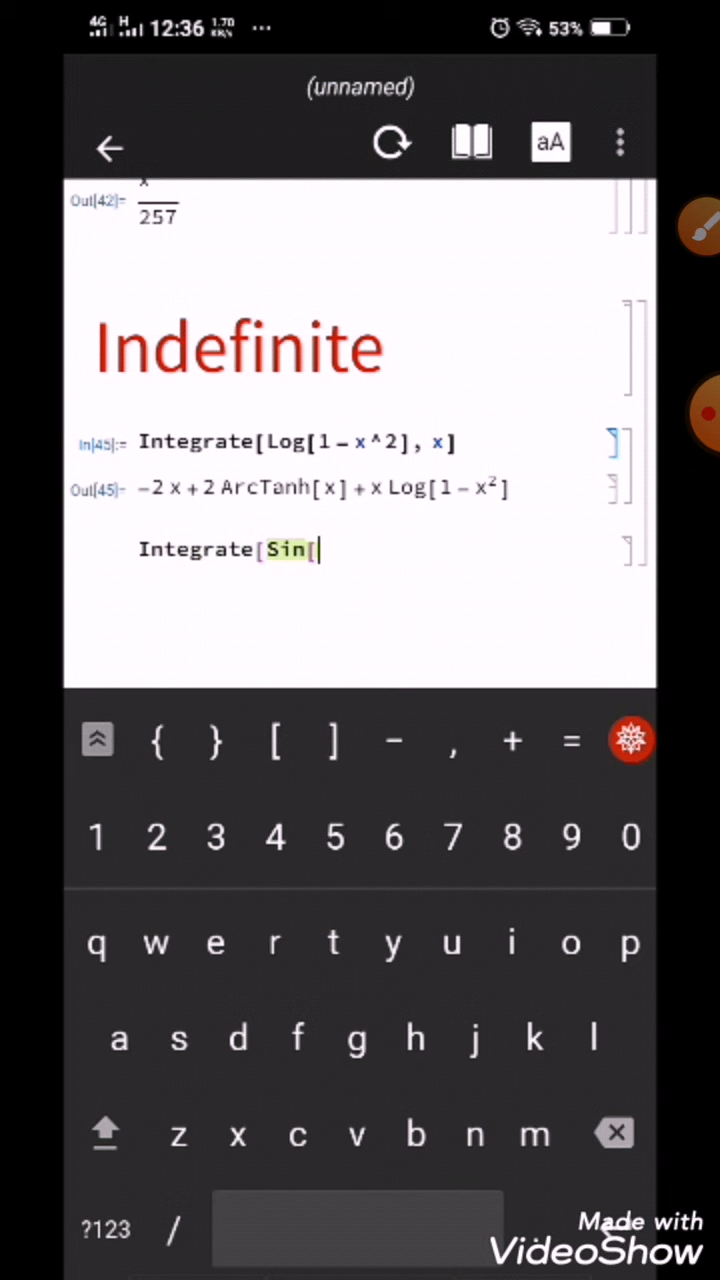 4G H 12:36 1.70 KB/s ... 53%
(unnamed)
aA
Out[42]= x
257
Indefinite
In[45]:= Integrate[Log[1-x^2], x]
Out[45]= -2 x + 2 ArcTanh[x] + x Log[1 - x²]
Integrate[Sin[
{ } [ ] - , + =
1 2 3 4 5 6 7 8 9 0
q w e r t y u i o p
a s d f g h j k l
z x c v b n m
?123 /
Made with
VideoShow